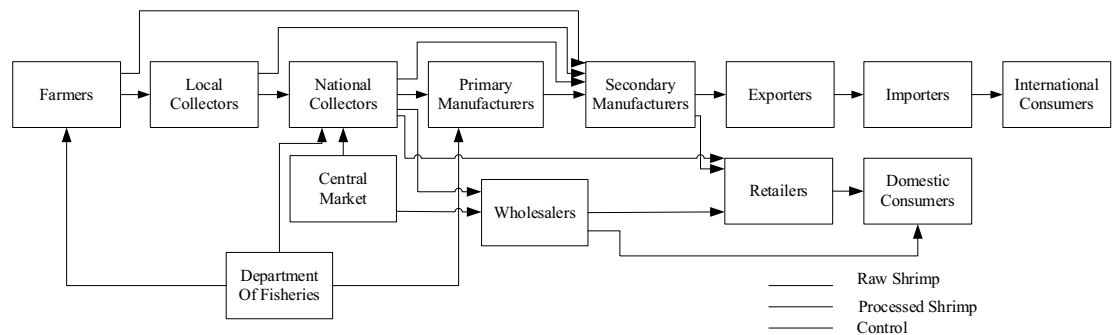 Farmers
Local
Collectors
National
Collectors
Primary
Manufacturers
Secondary
Manufacturers
Exporters
Importers
International
Consumers
Central
Market
Wholesalers
Retailers
Domestic
Consumers
Department
Of Fisheries
Raw Shrimp
Processed Shrimp
Control